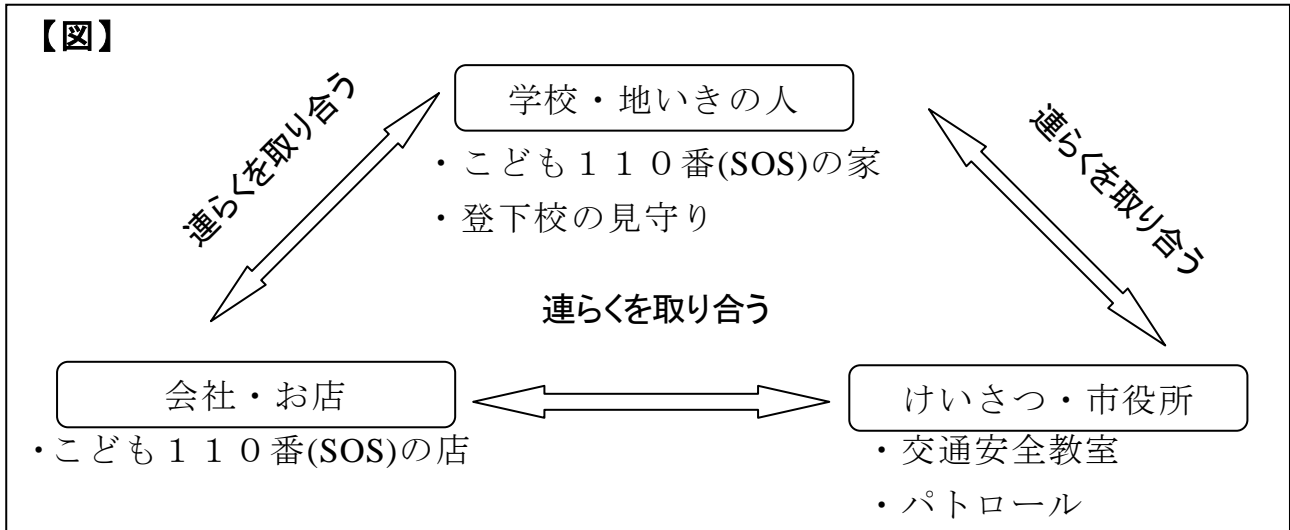 【図】
学校・地いきの人
・こども１１０番(SOS)の家
・登下校の見守り
連らくを取り合う
連らくを取り合う
連らくを取り合う
会社・お店
・こども１１０番(SOS)の店
けいさつ・市役所
・交通安全教室
・パトロール